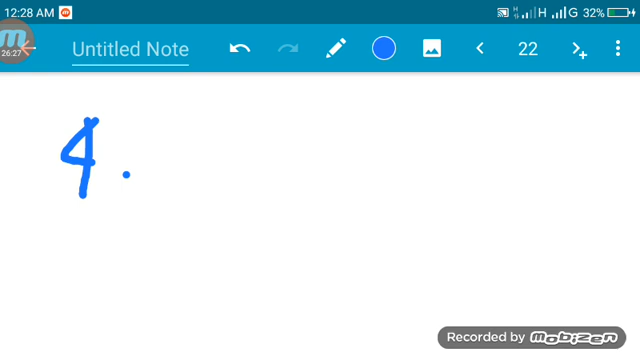 12:28 AM H H G 32%
m 26:27 Untitled Note 22
4.
Recorded by mobizen